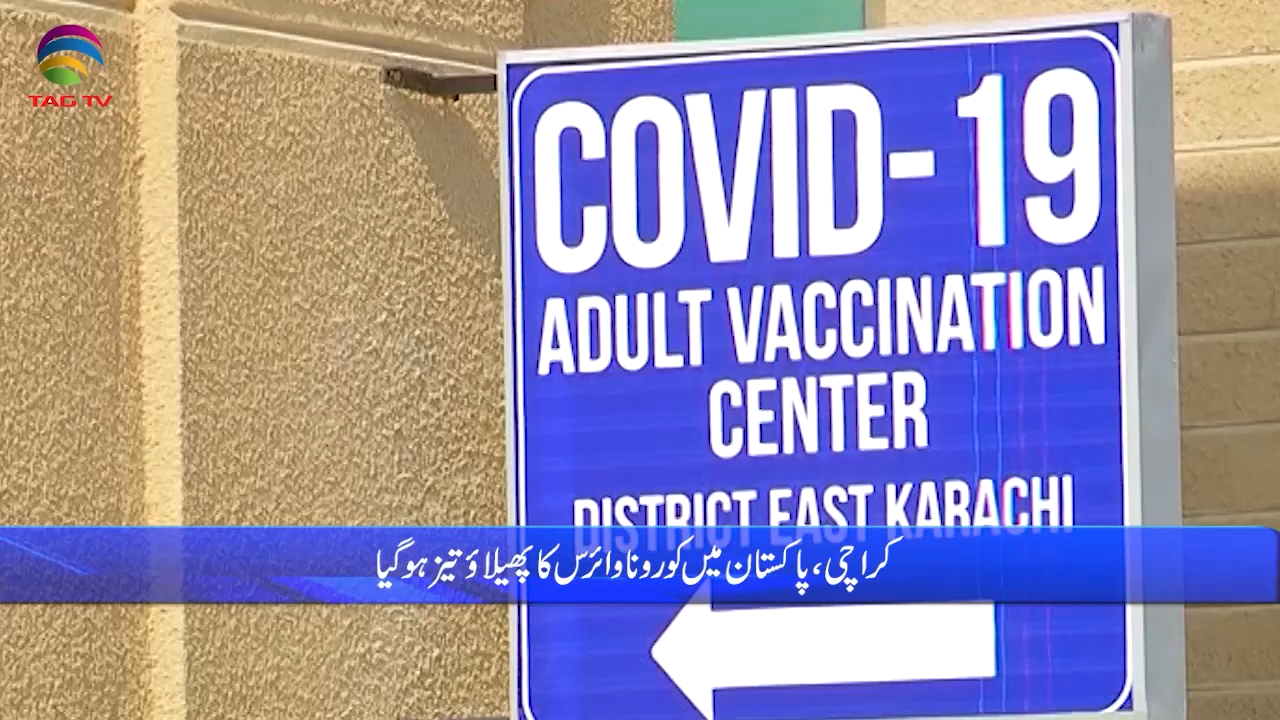 TAG TV
COVID-19
ADULT VACCINATION
CENTER
DISTRICT EAST KARACHI
کراچی، پاکستان میں کورونا وائرس کا پھیلاؤ تیز ہوگیا